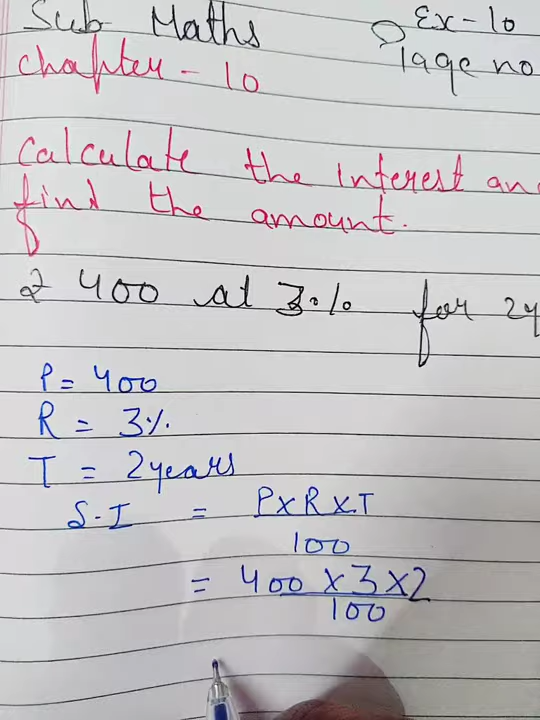 Sub Maths
Ex-10
Chapter - 10
Page no
Calculate the interest an
find the amount.
₹ 400 at 3% for 2y
P = 400
R = 3%
T = 2years
S.I = P×R×T
100
= 400 × 3 × 2
100